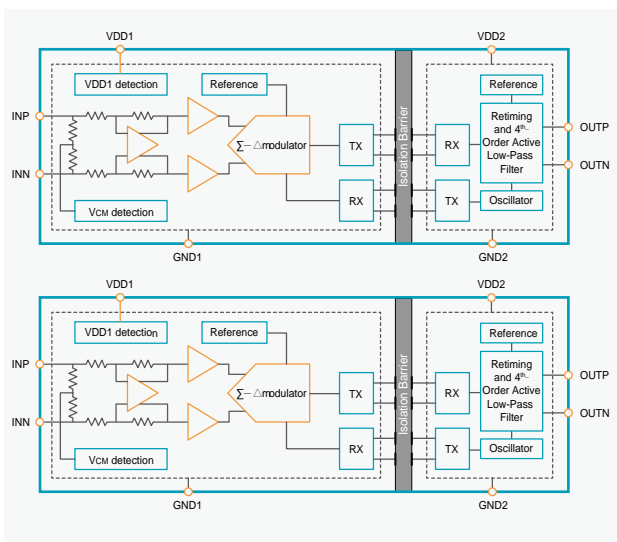 VDD1
VDD2
VDD1 detection
Reference
Reference
INP
INN
∑-△modulator
TX
RX
Isolation Barrier
RX
TX
Retiming
and 4th-
Order Active
Low-Pass
Filter
OUTP
OUTN
VCM detection
Oscillator
GND1
GND2
VDD1
VDD2
VDD1 detection
Reference
Reference
INP
INN
∑-△modulator
TX
RX
Isolation Barrier
RX
TX
Retiming
and 4th-
Order Active
Low-Pass
Filter
OUTP
OUTN
VCM detection
Oscillator
GND1
GND2